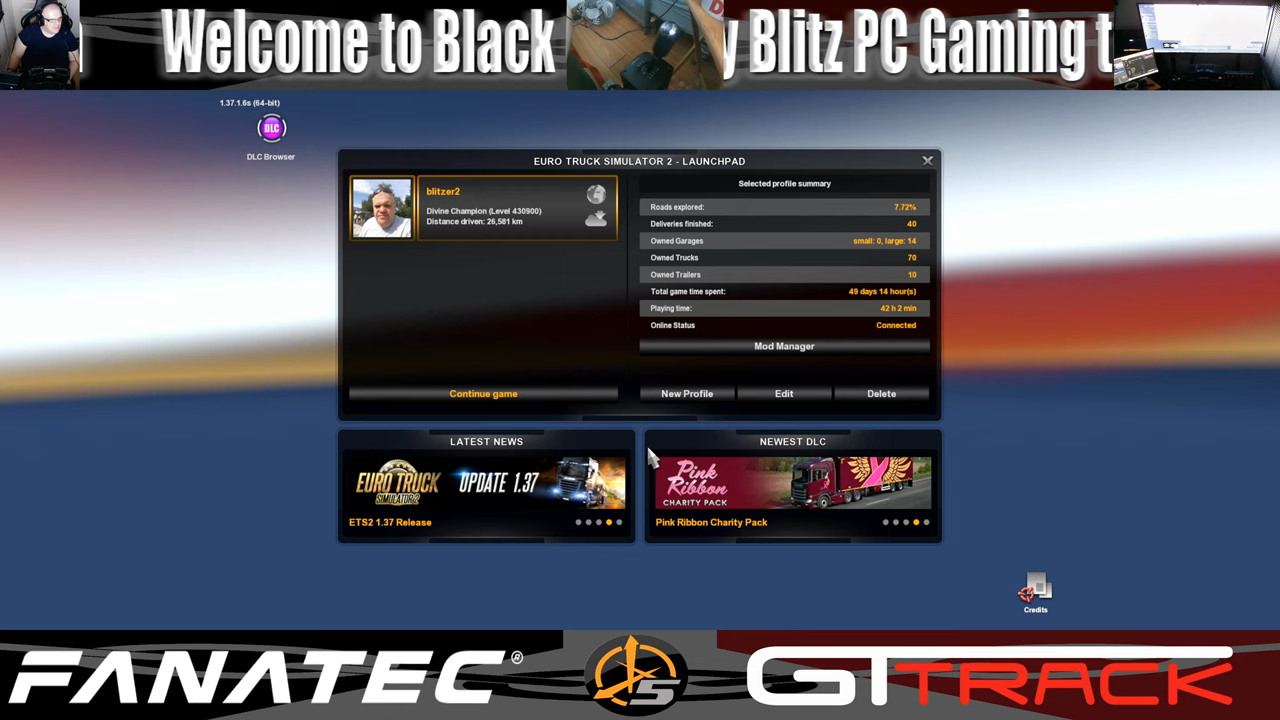 Welcome to Black
y Blitz PC Gaming t
1.37.1.6s (64-bit)
DLC
DLC Browser
EURO TRUCK SIMULATOR 2 - LAUNCHPAD
blitzer2
Divine Champion (Level 430900)
Distance driven: 26,581 km
Selected profile summary
Roads explored: 7.72%
Deliveries finished: 40
Owned Garages small: 0, large: 14
Owned Trucks 70
Owned Trailers 10
Total game time spent: 49 days 14 hour(s)
Playing time: 42 h 2 min
Online Status Connected
Mod Manager
Continue game
New Profile
Edit
Delete
LATEST NEWS
EURO TRUCK SIMULATOR 2
UPDATE 1.37
ETS2 1.37 Release
NEWEST DLC
Pink Ribbon
CHARITY PACK
Pink Ribbon Charity Pack
Credits
FANATEC®
S
GTTRACK